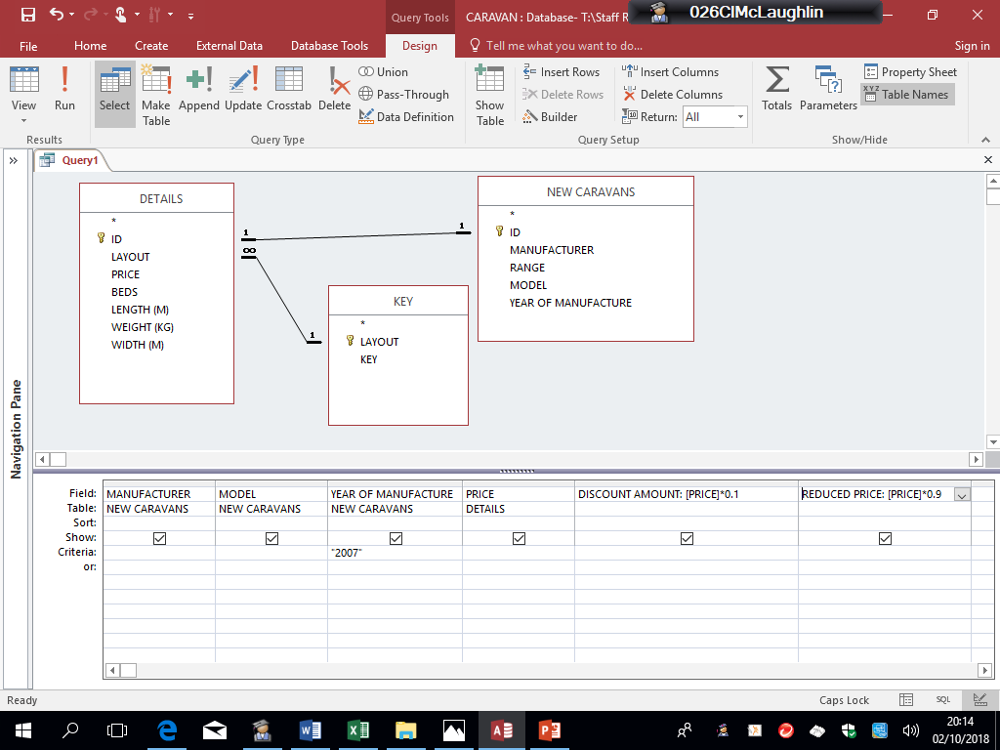 Query Tools
CARAVAN : Database- T:\Staff R
026ClMcLaughlin
File Home Create External Data Database Tools Design Tell me what you want to do... Sign in
View Run Select Make Table Append Update Crosstab Delete
Union
Pass-Through
Data Definition
Show Table
Insert Rows
Delete Rows
Builder
Insert Columns
Delete Columns
Return: All
Totals Parameters
Property Sheet
XYZ Table Names
Results Query Type Query Setup Show/Hide
Query1
Navigation Pane
DETAILS
*
ID
LAYOUT
PRICE
BEDS
LENGTH (M)
WEIGHT (KG)
WIDTH (M)
1
∞
1
1
KEY
*
LAYOUT
KEY
NEW CARAVANS
*
ID
MANUFACTURER
RANGE
MODEL
YEAR OF MANUFACTURE
Field: MANUFACTURER MODEL YEAR OF MANUFACTURE PRICE DISCOUNT AMOUNT: [PRICE]*0.1 REDUCED PRICE: [PRICE]*0.9
Table: NEW CARAVANS NEW CARAVANS NEW CARAVANS DETAILS
Sort:
Show:
Criteria: "2007"
or:
Ready Caps Lock SQL
20:14
02/10/2018